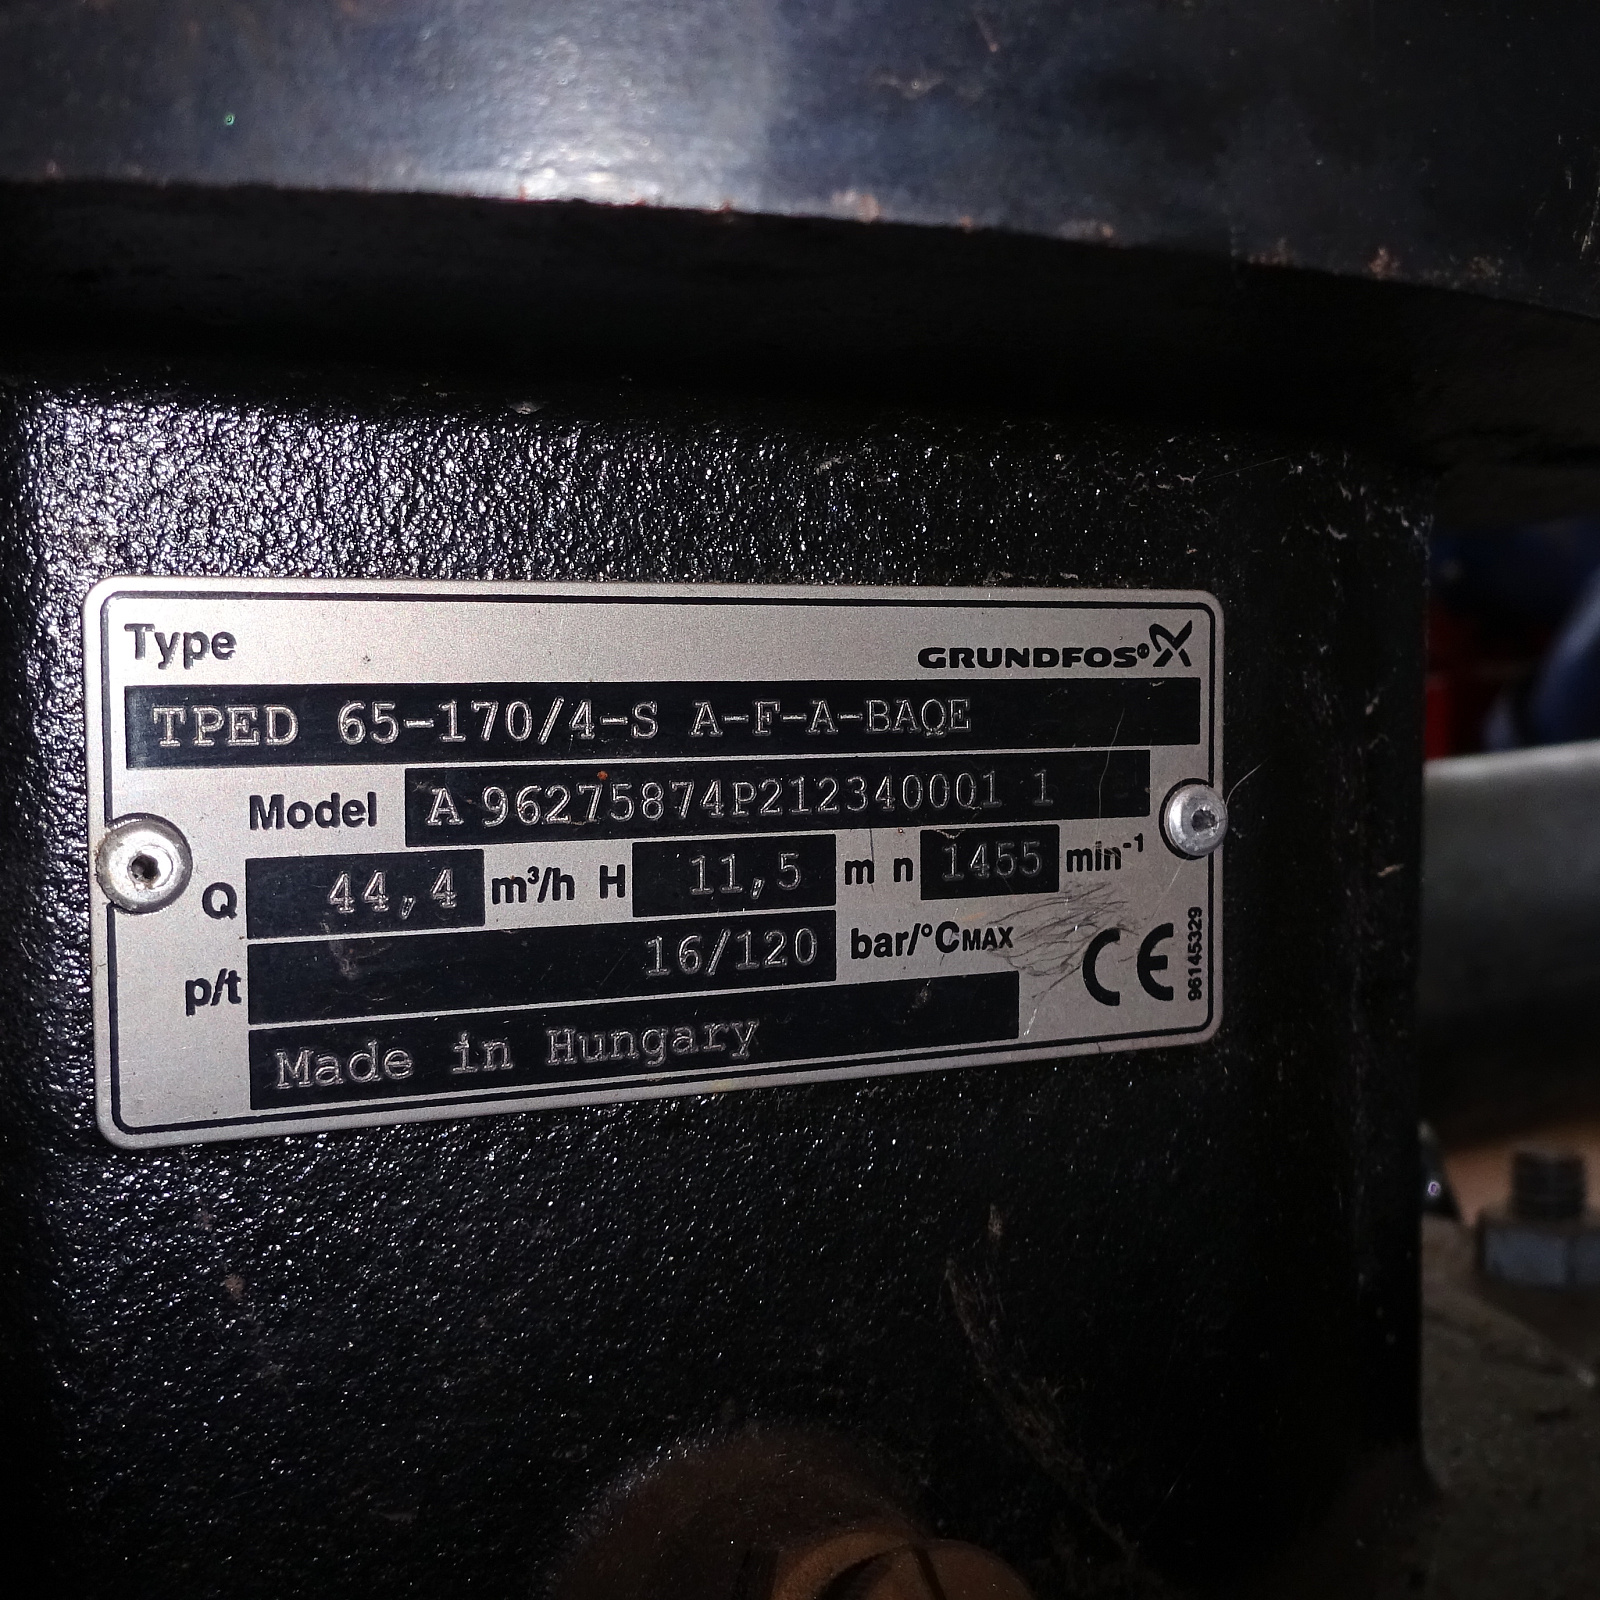 Type GRUNDFOS
TPED 65-170/4-S A-F-A-BAQE
Model A 96275874P212340001 1
Q 44,4 m³/h H 11,5 m n 1455 min⁻¹
p/t 16/120 bar/°CMAX
Made in Hungary
CE
96145329